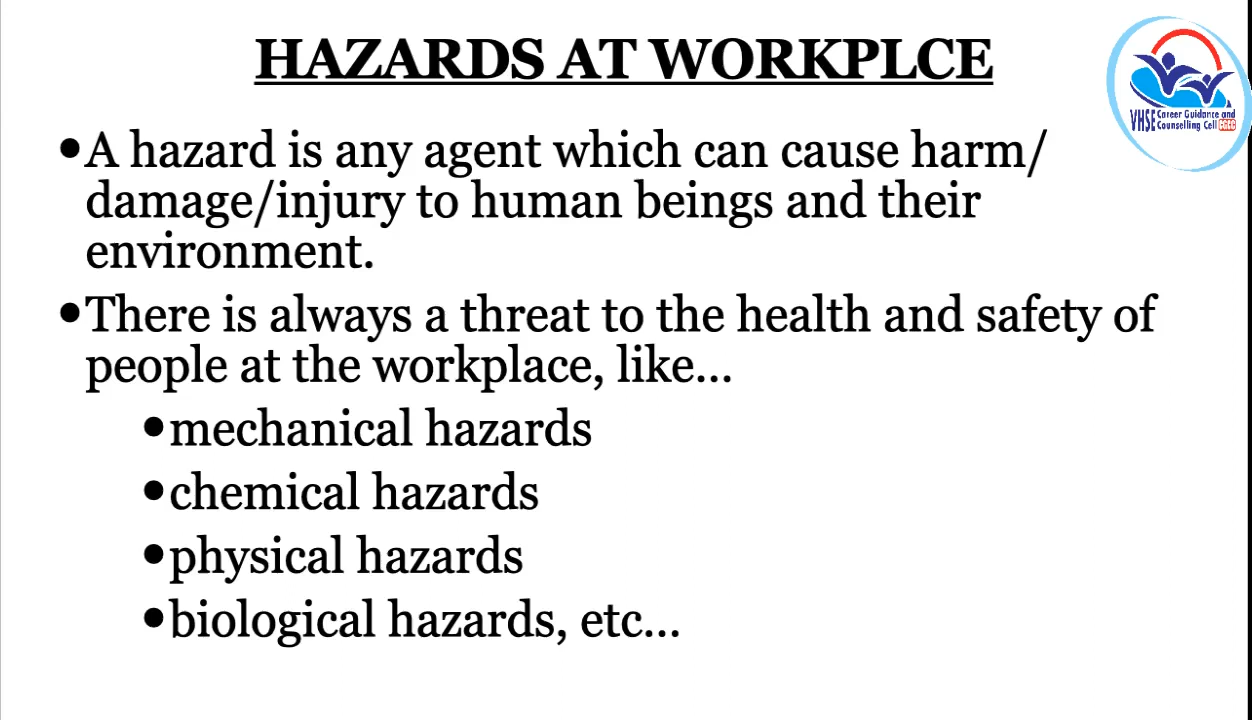 HAZARDS AT WORKPLCE
VHSE Career Guidance and
Counselling Cell CGCC
•A hazard is any agent which can cause harm/
damage/injury to human beings and their
environment.
•There is always a threat to the health and safety of
people at the workplace, like...
•mechanical hazards
•chemical hazards
•physical hazards
•biological hazards, etc...